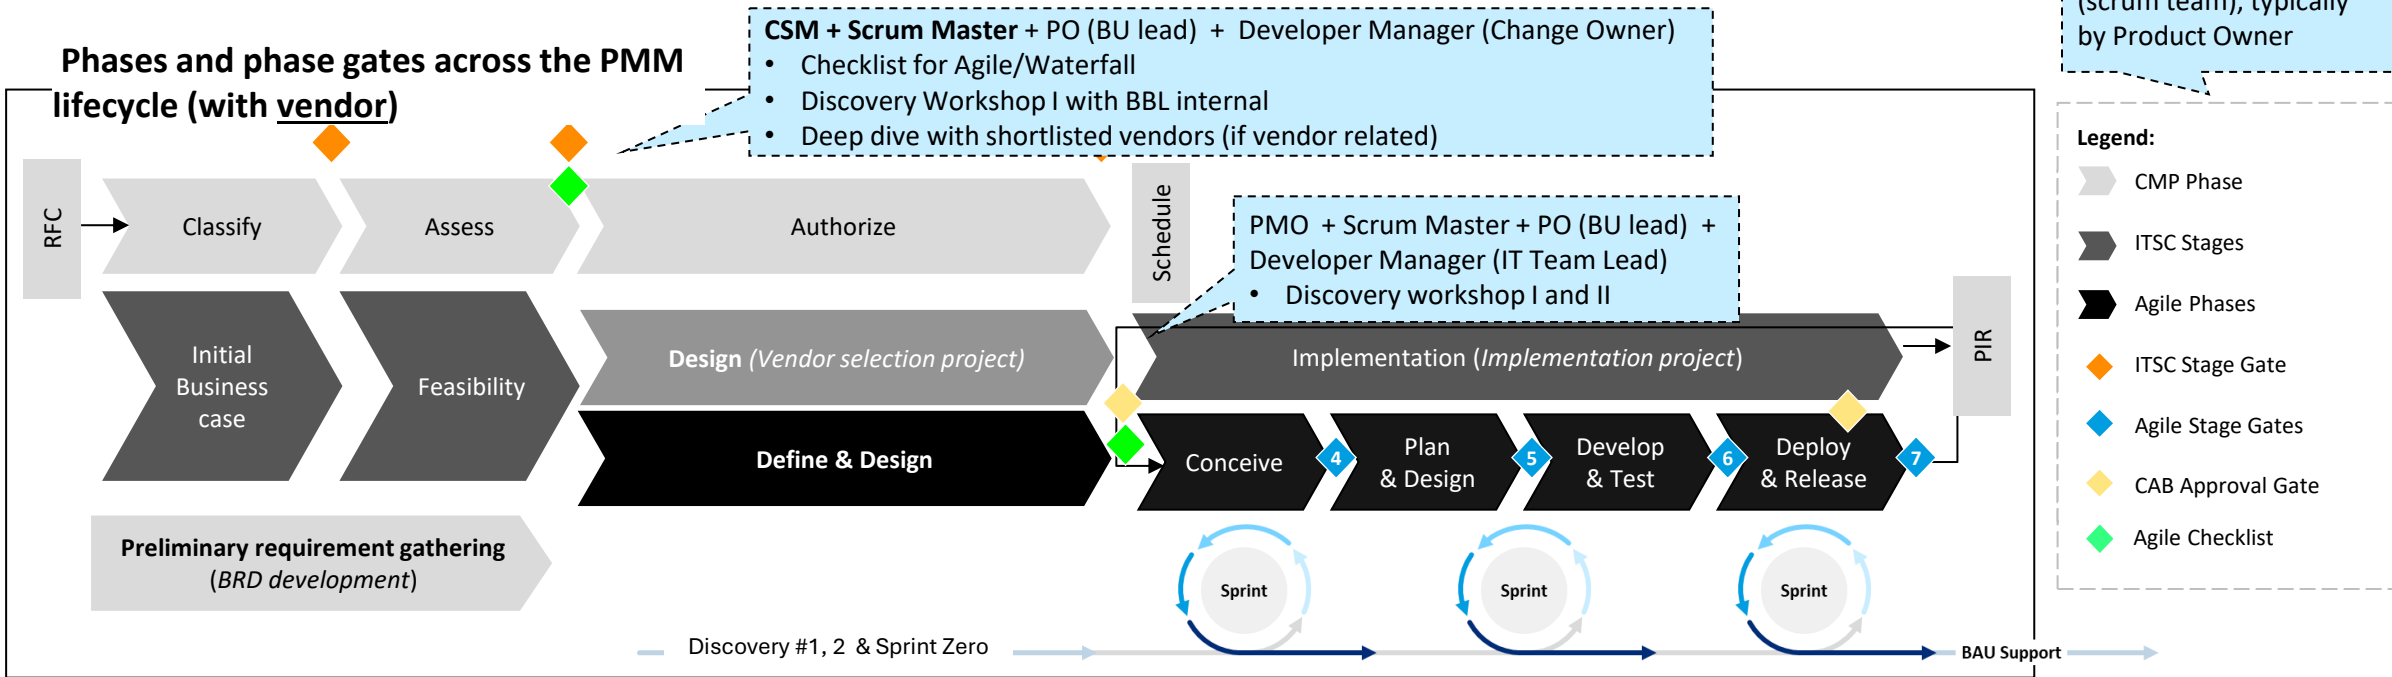 Phases and phase gates across the PMM
lifecycle (with vendor)
CSM + Scrum Master + PO (BU lead) + Developer Manager (Change Owner)
• Checklist for Agile/Waterfall
• Discovery Workshop I with BBL internal
• Deep dive with shortlisted vendors (if vendor related)
(scrum team), typically
by Product Owner
RFC
Classify
Assess
Authorize
Schedule
PMO + Scrum Master + PO (BU lead) +
Developer Manager (IT Team Lead)
• Discovery workshop I and II
Initial
Business
case
Feasibility
Design (Vendor selection project)
Implementation (Implementation project)
PIR
Define & Design
Conceive
4
Plan
& Design
5
Develop
& Test
6
Deploy
& Release
7
Preliminary requirement gathering
(BRD development)
Sprint
Sprint
Sprint
Discovery #1, 2 & Sprint Zero
BAU Support
Legend:
CMP Phase
ITSC Stages
Agile Phases
ITSC Stage Gate
Agile Stage Gates
CAB Approval Gate
Agile Checklist